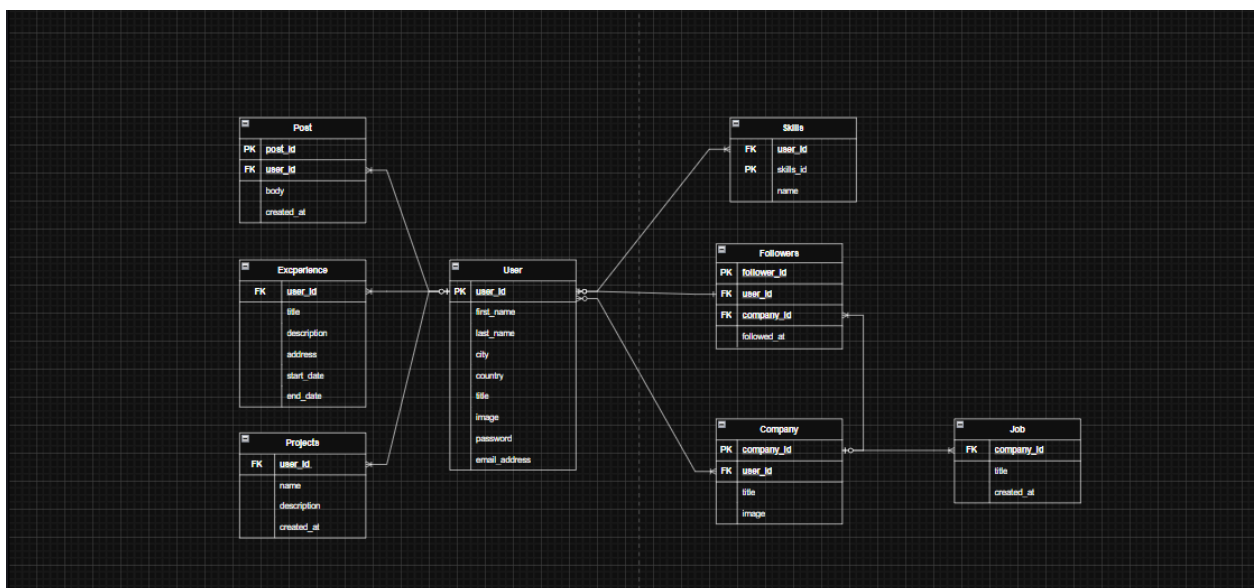 Post
PK post_id
FK user_id
body
created_at
Excperience
FK user_id
title
description
address
start_date
end_date
Projects
FK user_id
name
description
created_at
User
PK user_id
first_name
last_name
city
country
title
image
password
email_address
Skills
FK user_id
PK skills_id
name
Followers
PK follower_id
FK user_id
FK company_id
followed_at
Company
PK company_id
FK user_id
title
image
Job
FK company_id
title
created_at